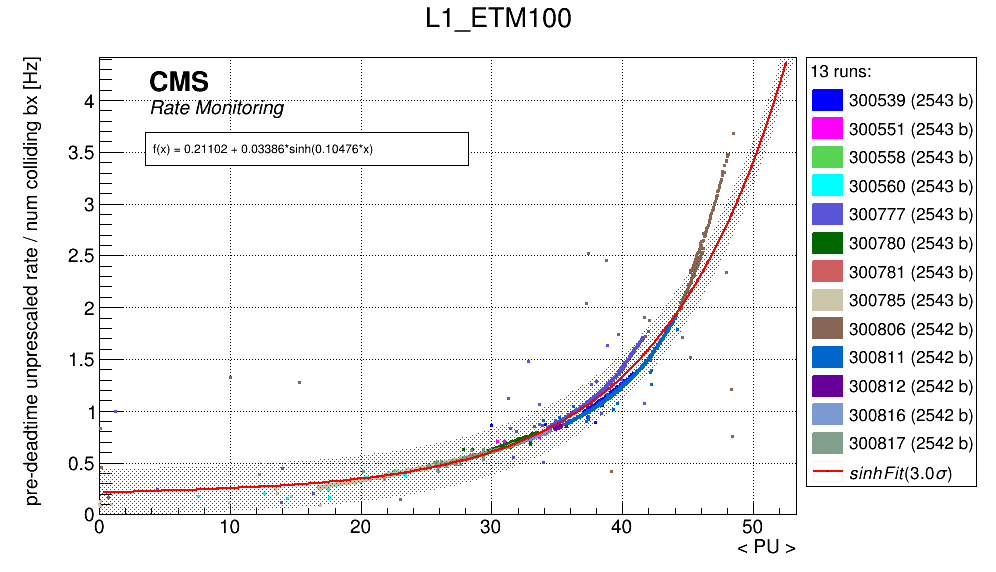 L1_ETM100
pre-deadtime unprescaled rate / num colliding bx [Hz]
CMS
Rate Monitoring
f(x) = 0.21102 + 0.03386*sinh(0.10476*x)
4
3.5
3
2.5
2
1.5
1
0.5
0
0 10 20 30 40 50
< PU >
13 runs:
300539 (2543 b)
300551 (2543 b)
300558 (2543 b)
300560 (2543 b)
300777 (2543 b)
300780 (2543 b)
300781 (2543 b)
300785 (2543 b)
300806 (2542 b)
300811 (2542 b)
300812 (2542 b)
300816 (2542 b)
300817 (2542 b)
sinhFit(3.0σ)